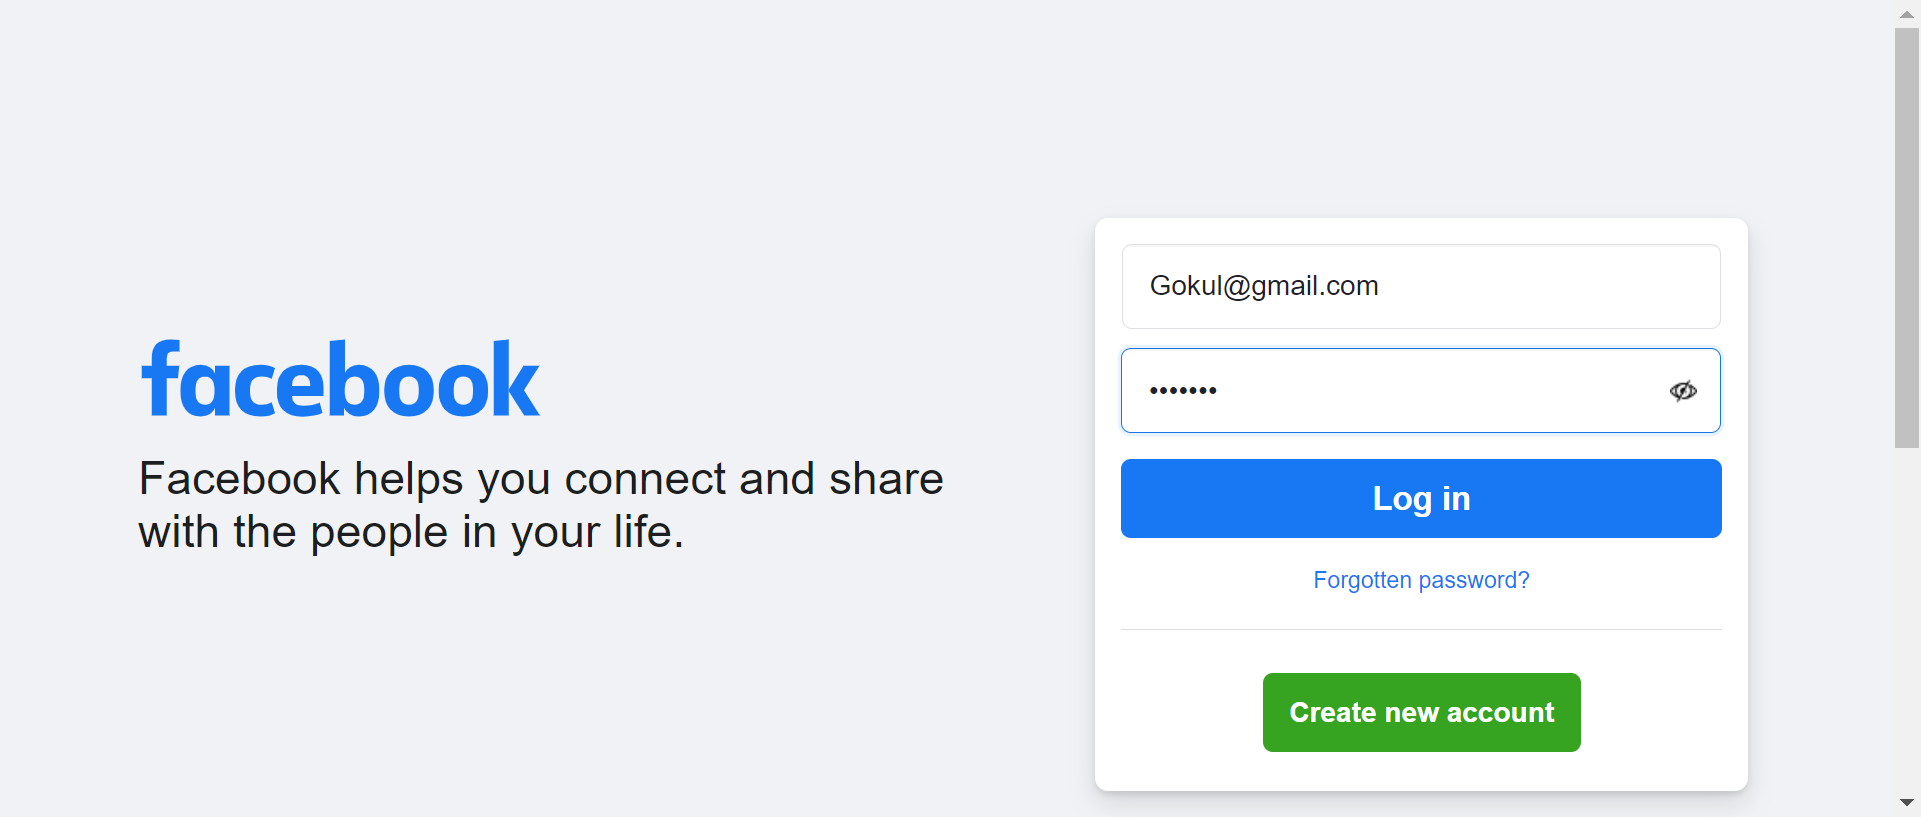 facebook
Facebook helps you connect and share
with the people in your life.
Gokul@gmail.com
•••••••
Log in
Forgotten password?
Create new account